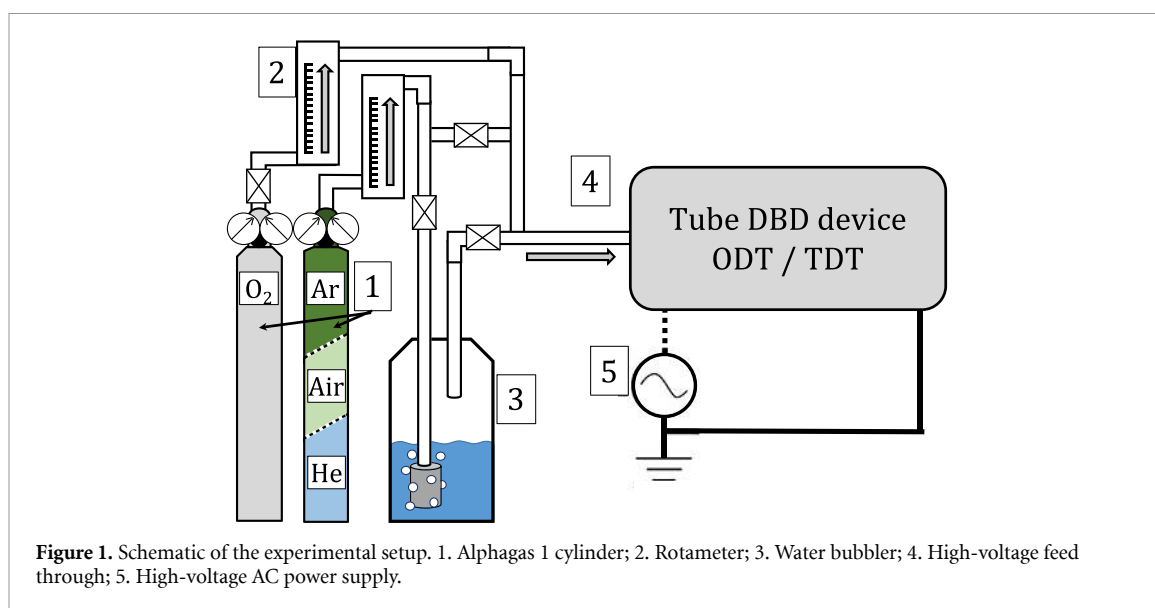 2
4
Tube DBD device
ODT / TDT
O2
Ar
1
Air
He
3
5
Figure 1. Schematic of the experimental setup. 1. Alphagas 1 cylinder; 2. Rotameter; 3. Water bubbler; 4. High-voltage feed
through; 5. High-voltage AC power supply.